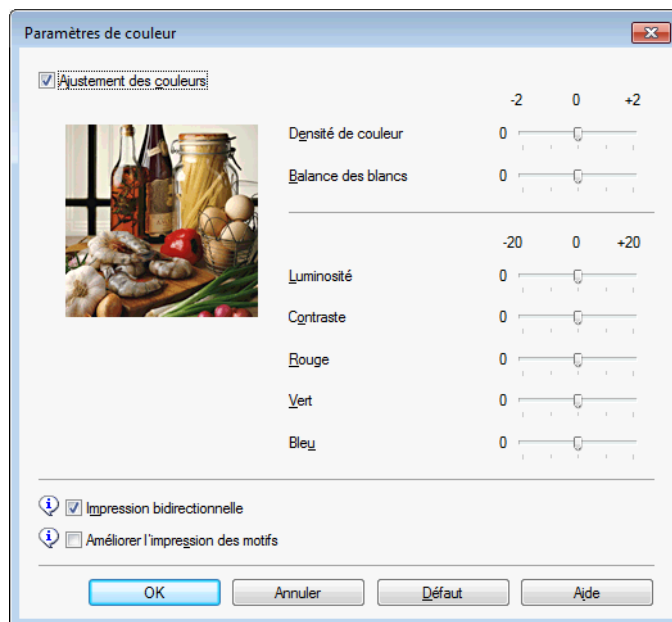 Paramètres de couleur
Ajustement des couleurs
-2 0 +2
Densité de couleur 0
Balance des blancs 0
-20 0 +20
Luminosité 0
Contraste 0
Rouge 0
Vert 0
Bleu 0
Impression bidirectionnelle
Améliorer l'impression des motifs
OK Annuler Défaut Aide